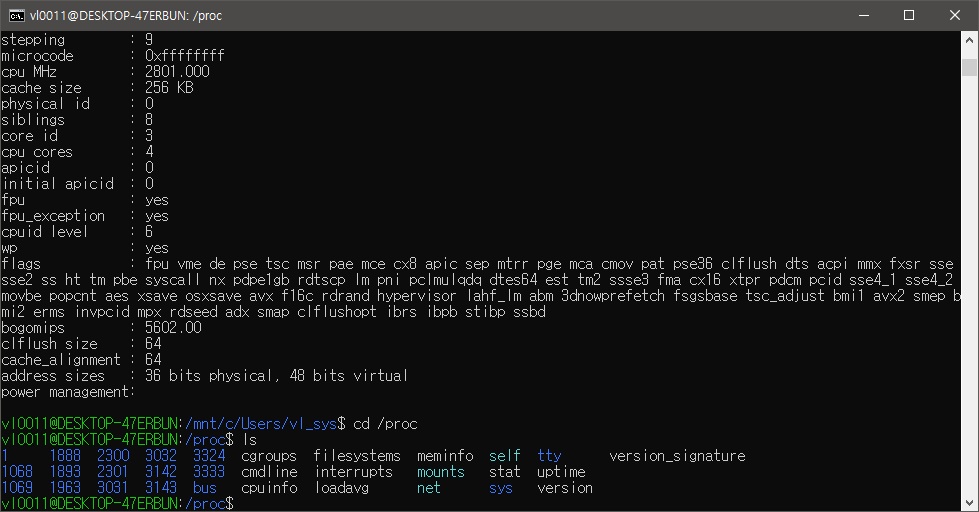 vl0011@DESKTOP-47ERBUN: /proc
stepping        : 9
microcode       : 0xffffffff
cpu MHz         : 2801.000
cache size      : 256 KB
physical id     : 0
siblings        : 8
core id         : 3
cpu cores       : 4
apicid          : 0
initial apicid  : 0
fpu             : yes
fpu_exception   : yes
cpuid level     : 6
wp              : yes
flags           : fpu vme de pse tsc msr pae mce cx8 apic sep mtrr pge mca cmov pat pse36 clflush dts acpi mmx fxsr sse
sse2 ss ht tm pbe syscall nx pdpe1gb rdtscp lm pni pclmulqdq dtes64 est tm2 ssse3 fma cx16 xtpr pdcm pcid sse4_1 sse4_2
movbe popcnt aes xsave osxsave avx f16c rdrand hypervisor lahf_lm abm 3dnowprefetch fsgsbase tsc_adjust bmi1 avx2 smep b
mi2 erms invpcid mpx rdseed adx smap clflushopt ibrs ibpb stibp ssbd
bogomips        : 5602.00
clflush size    : 64
cache_alignment : 64
address sizes   : 36 bits physical, 48 bits virtual
power management:
vl0011@DESKTOP-47ERBUN:/mnt/c/Users/vl_sys$ cd /proc
vl0011@DESKTOP-47ERBUN:/proc$ ls
1     1888  2300  3032  3324  cgroups  filesystems  meminfo  self  tty      version_signature
1068  1893  2301  3142  3333  cmdline  interrupts   mounts   stat  uptime
1069  1963  3031  3143  bus   cpuinfo  loadavg      net      sys   version
vl0011@DESKTOP-47ERBUN:/proc$